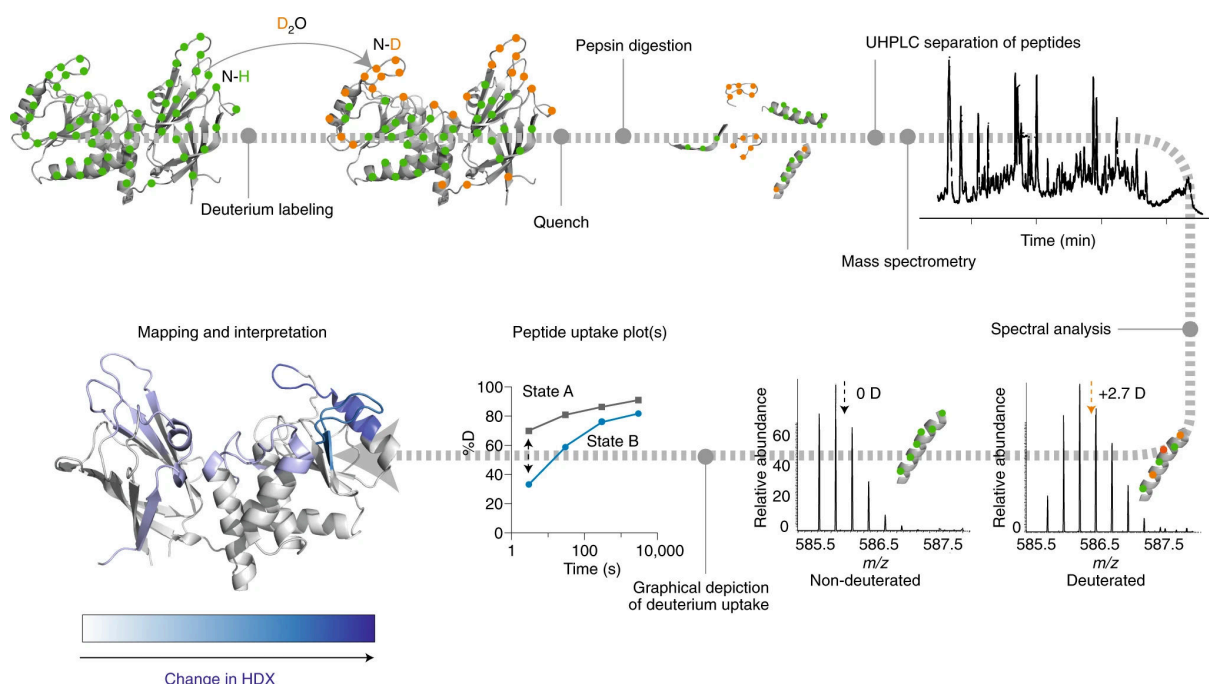 D₂O
N-H
N-D
Deuterium labeling
Quench
Pepsin digestion
UHPLC separation of peptides
Mass spectrometry
Time (min)
Spectral analysis
Mapping and interpretation
Change in HDX
Peptide uptake plot(s)
%D
100
80
60
40
20
0
State A
State B
1
100
10,000
Time (s)
Graphical depiction
of deuterium uptake
Relative abundance
60
40
20
0
0 D
585.5
586.5
587.5
m/z
Non-deuterated
Relative abundance
0
+2.7 D
585.5
586.5
587.5
m/z
Deuterated